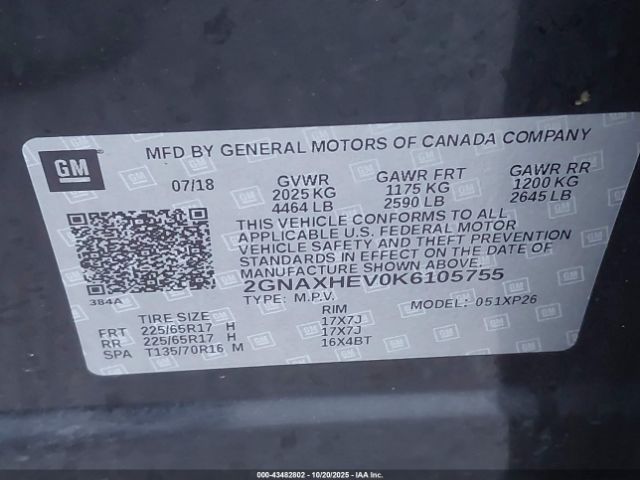 GM
MFD BY GENERAL MOTORS OF CANADA COMPANY
07/18 GVWR GAWR FRT GAWR RR
2025 KG 1175 KG 1200 KG
4464 LB 2590 LB 2645 LB
THIS VEHICLE CONFORMS TO ALL
APPLICABLE U.S. FEDERAL MOTOR
VEHICLE SAFETY AND THEFT PREVENTION
STANDARDS IN EFFECT ON THE DATE OF
MANUFACTURE SHOWN ABOVE.
2GNAXHEV0K6105755
384A
TYPE: M.P.V. MODEL: 051XP26
TIRE SIZE RIM
FRT 225/65R17 H 17X7J
RR 225/65R17 H 17X7J
SPA T135/70R16 M 16X4BT
000-43482802 | 10/20/2025 | IAAI.COM